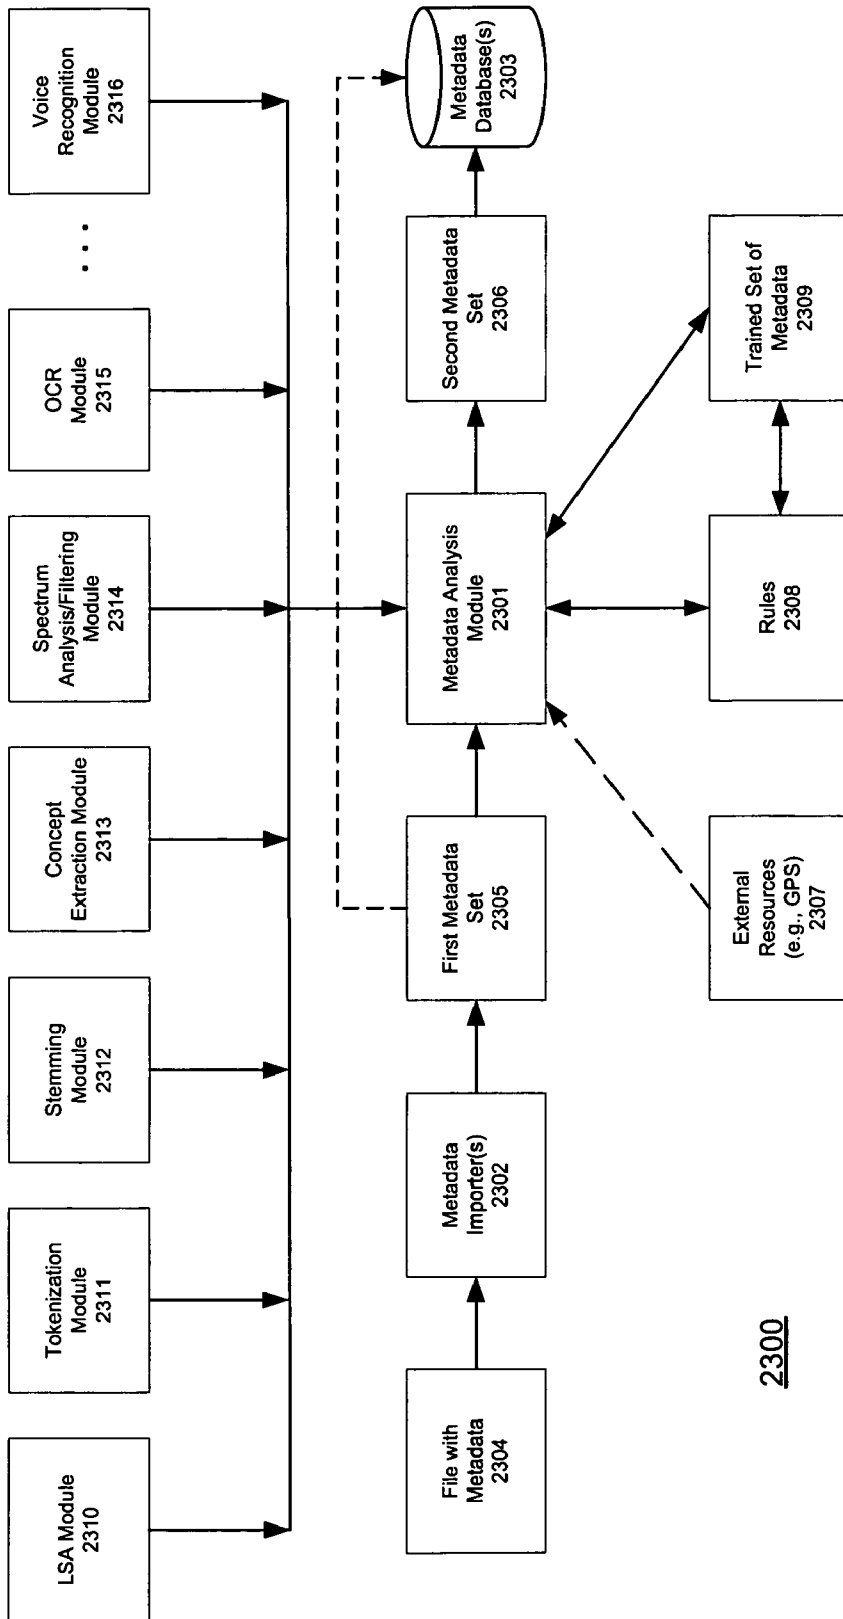 LSA Module
2310
Tokenization
Module
2311
Stemming
Module
2312
Concept
Extraction Module
2313
Spectrum
Analysis/Filtering
Module
2314
OCR
Module
2315
. . .
Voice
Recognition
Module
2316
File with
Metadata
2304
Metadata
Importer(s)
2302
First Metadata
Set
2305
Metadata Analysis
Module
2301
Second Metadata
Set
2306
Metadata
Database(s)
2303
External
Resources
(e.g., GPS)
2307
Rules
2308
Trained Set of
Metadata
2309
2300